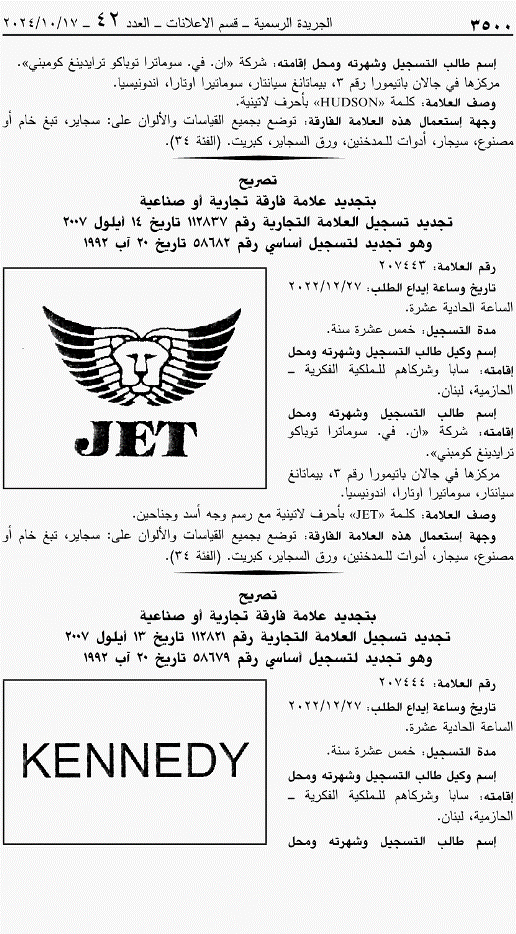 ٣٥٠٠ الجريدة الرسمية ــ قسم الاعلانات ــ العدد ٤٢ ــ ٢٠٢٤/١٠/١٧
إسم طالب التسجيل وشهرته ومحل إقامته: شركة «ان. في. سوماترا توباكو ترايدينغ كومبني».
مركزها في جالان باتيمورا رقم ٣، بيماتانغ سيانتار، سوماتيرا اوتارا، اندونيسيا.
وصف العلامة: كلمة «HUDSON» بأحرف لاتينية.
وجهة إستعمال هذه العلامة الفارقة: توضع بجميع القياسات والألوان على: سجاير، تبغ خام أو
مصنوع، سيجار، أدوات للمدخنين، ورق السجاير، كبريت. (الفئة ٣٤).
تصريح
بتجديد علامة فارقة تجارية أو صناعية
تجديد تسجيل العلامة التجارية رقم ١١٢٨٣٧ تاريخ ١٤ أيلول ٢٠٠٧
وهو تجديد لتسجيل أساسي رقم ٥٨٦٨٢ تاريخ ٢٠ آب ١٩٩٢
رقم العلامة: ٢٠٧٤٤٣
تاريخ وساعة إيداع الطلب: ٢٠٢٢/١٢/٢٧
الساعة الحادية عشرة.
مدة التسجيل: خمس عشرة سنة.
إسم وكيل طالب التسجيل وشهرته ومحل
إقامته: سابا وشركاهم للملكية الفكرية ــ
الحازمية، لبنان.
إسم طالب التسجيل وشهرته ومحل
إقامته: شركة «ان. في. سوماترا توباكو
ترايدينغ كومبني».
مركزها في جالان باتيمورا رقم ٣، بيماتانغ
سيانتار، سوماتيرا اوتارا، اندونيسيا.
JET
وصف العلامة: كلمة «JET» بأحرف لاتينية مع رسم وجه أسد وجناحين.
وجهة إستعمال هذه العلامة الفارقة: توضع بجميع القياسات والألوان على: سجاير، تبغ خام أو
مصنوع، سيجار، أدوات للمدخنين، ورق السجاير، كبريت. (الفئة ٣٤).
تصريح
بتجديد علامة فارقة تجارية أو صناعية
تجديد تسجيل العلامة التجارية رقم ١١٢٨٢١ تاريخ ١٣ أيلول ٢٠٠٧
وهو تجديد لتسجيل أساسي رقم ٥٨٦٧٩ تاريخ ٢٠ آب ١٩٩٢
رقم العلامة: ٢٠٧٤٤٤
تاريخ وساعة إيداع الطلب: ٢٠٢٢/١٢/٢٧
الساعة الحادية عشرة.
مدة التسجيل: خمس عشرة سنة.
إسم وكيل طالب التسجيل وشهرته ومحل
إقامته: سابا وشركاهم للملكية الفكرية ــ
الحازمية، لبنان.
إسم طالب التسجيل وشهرته ومحل
KENNEDY